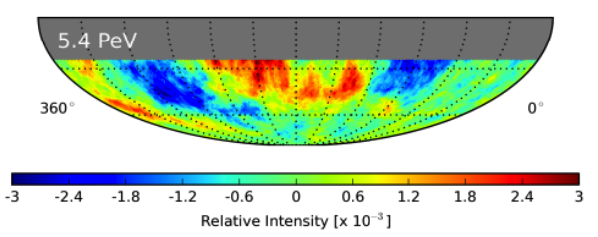 5.4 PeV
360° 0°
-3 -2.4 -1.8 -1.2 -0.6 0 0.6 1.2 1.8 2.4 3
Relative Intensity [x 10⁻³]